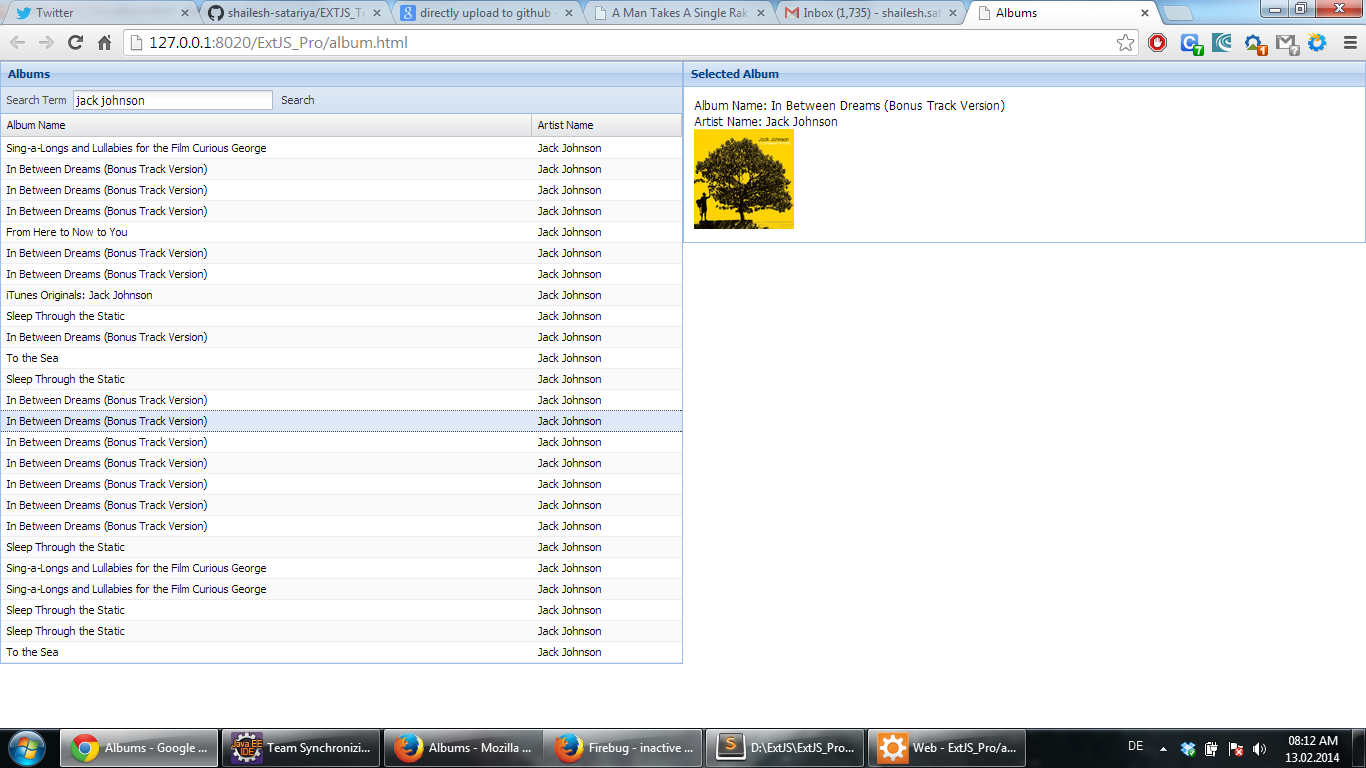 Twitter
shailesh-satariya/EXTJS_Te
directly upload to github -
A Man Takes A Single Rak
Inbox (1,735) - shailesh.sat
Albums
127.0.0.1:8020/ExtJS_Pro/album.html
7
1
?
Albums
Selected Album
Search Term jack johnson Search
Album Name: In Between Dreams (Bonus Track Version)
Artist Name: Jack Johnson
Jack Johnson
Album Name Artist Name
Sing-a-Longs and Lullabies for the Film Curious George Jack Johnson
In Between Dreams (Bonus Track Version) Jack Johnson
In Between Dreams (Bonus Track Version) Jack Johnson
In Between Dreams (Bonus Track Version) Jack Johnson
From Here to Now to You Jack Johnson
In Between Dreams (Bonus Track Version) Jack Johnson
In Between Dreams (Bonus Track Version) Jack Johnson
iTunes Originals: Jack Johnson Jack Johnson
Sleep Through the Static Jack Johnson
In Between Dreams (Bonus Track Version) Jack Johnson
To the Sea Jack Johnson
Sleep Through the Static Jack Johnson
In Between Dreams (Bonus Track Version) Jack Johnson
In Between Dreams (Bonus Track Version) Jack Johnson
In Between Dreams (Bonus Track Version) Jack Johnson
In Between Dreams (Bonus Track Version) Jack Johnson
In Between Dreams (Bonus Track Version) Jack Johnson
In Between Dreams (Bonus Track Version) Jack Johnson
In Between Dreams (Bonus Track Version) Jack Johnson
Sleep Through the Static Jack Johnson
Sing-a-Longs and Lullabies for the Film Curious George Jack Johnson
Sing-a-Longs and Lullabies for the Film Curious George Jack Johnson
Sleep Through the Static Jack Johnson
Sleep Through the Static Jack Johnson
To the Sea Jack Johnson
Albums - Google ...
Java EE
IDE
Team Synchronizi...
Albums - Mozilla ...
Firebug - inactive ...
D:\ExtJS\ExtJS_Pro...
Web - ExtJS_Pro/a...
DE
08:12 AM
13.02.2014